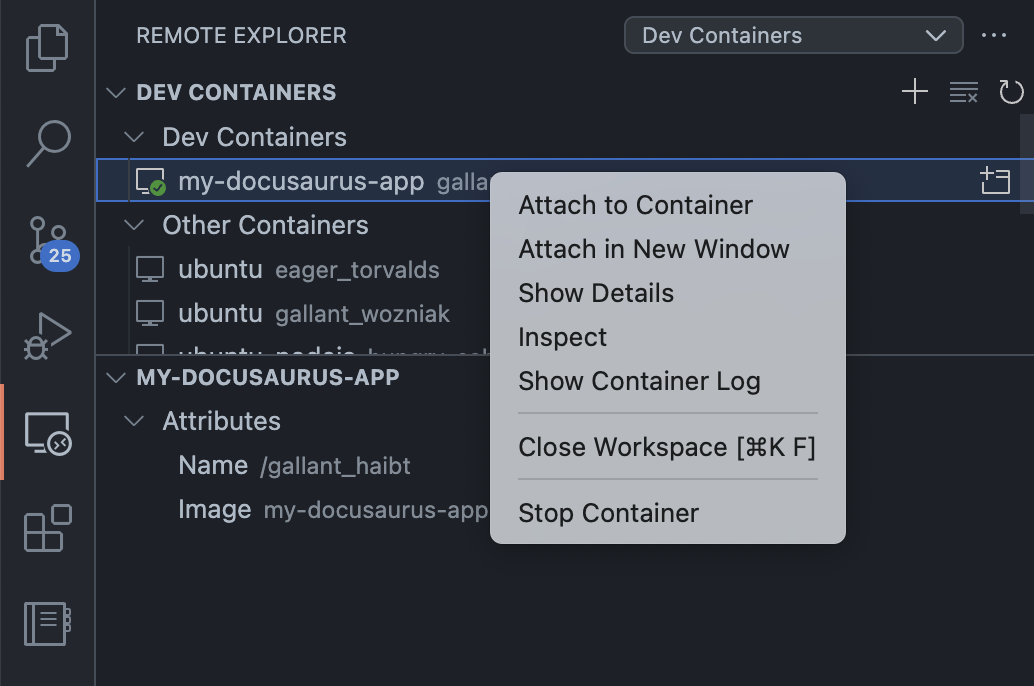 REMOTE EXPLORER
Dev Containers
DEV CONTAINERS
Dev Containers
my-docusaurus-app galla
Other Containers
ubuntu eager_torvalds
ubuntu gallant_wozniak
Attach to Container
Attach in New Window
Show Details
Inspect
Show Container Log
Close Workspace [⌘K F]
Stop Container
25
MY-DOCUSAURUS-APP
Attributes
Name /gallant_haibt
Image my-docusaurus-app